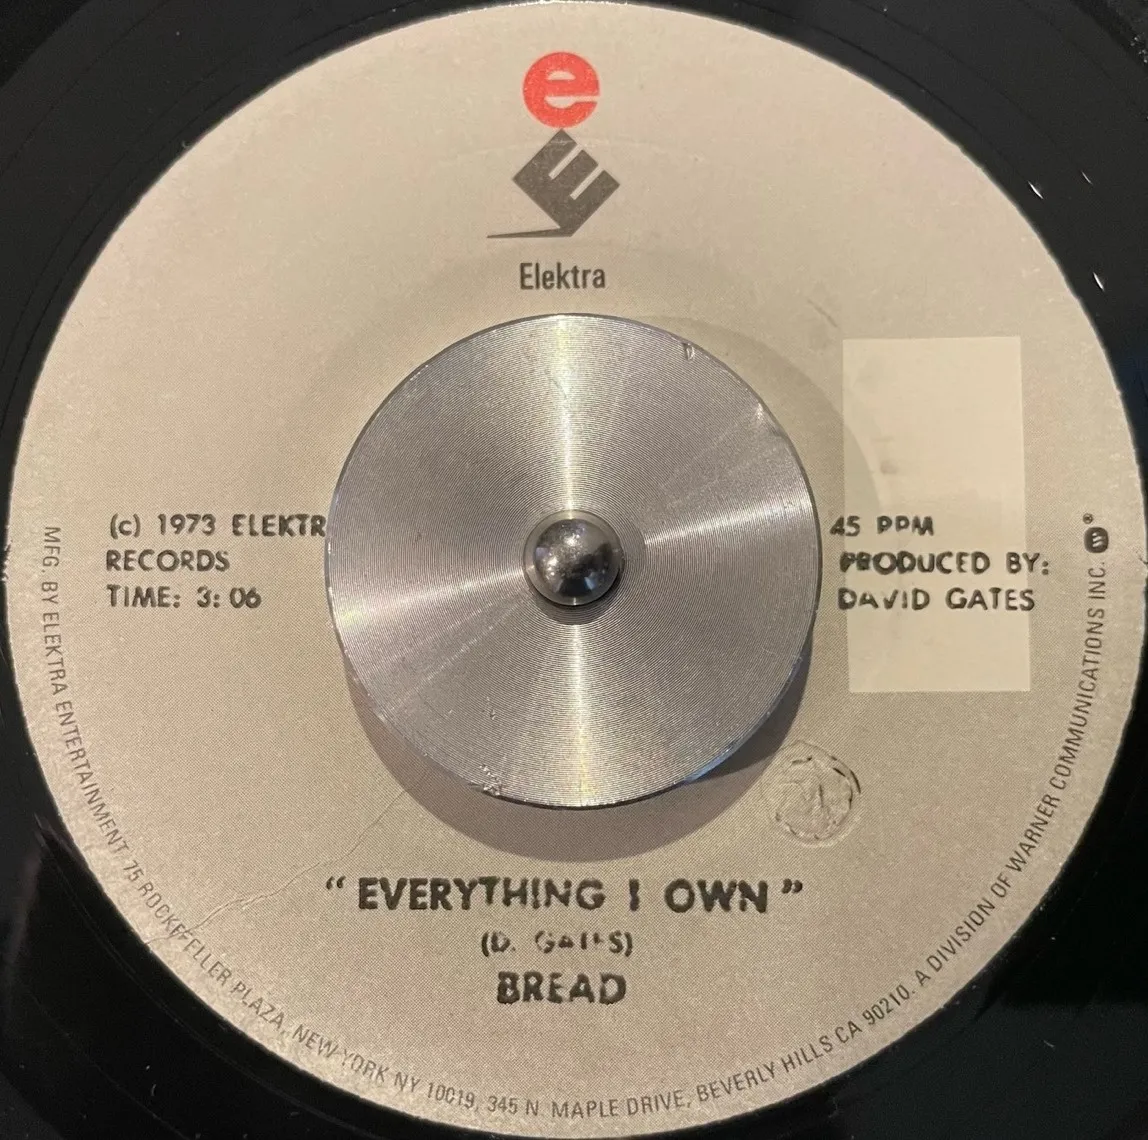 e
E
Elektra
(c) 1973 ELEKTR
RECORDS
TIME: 3:06
45 PPM
PRODUCED BY:
DAVID GATES
"EVERYTHING I OWN"
(D. GATES)
BREAD
MFG. BY ELEKTRA ENTERTAINMENT, 75 ROCKEFELLER PLAZA, NEW YORK NY 10019, 345 N. MAPLE DRIVE, BEVERLY HILLS CA 90210. A DIVISION OF WARNER COMMUNICATIONS INC. ®